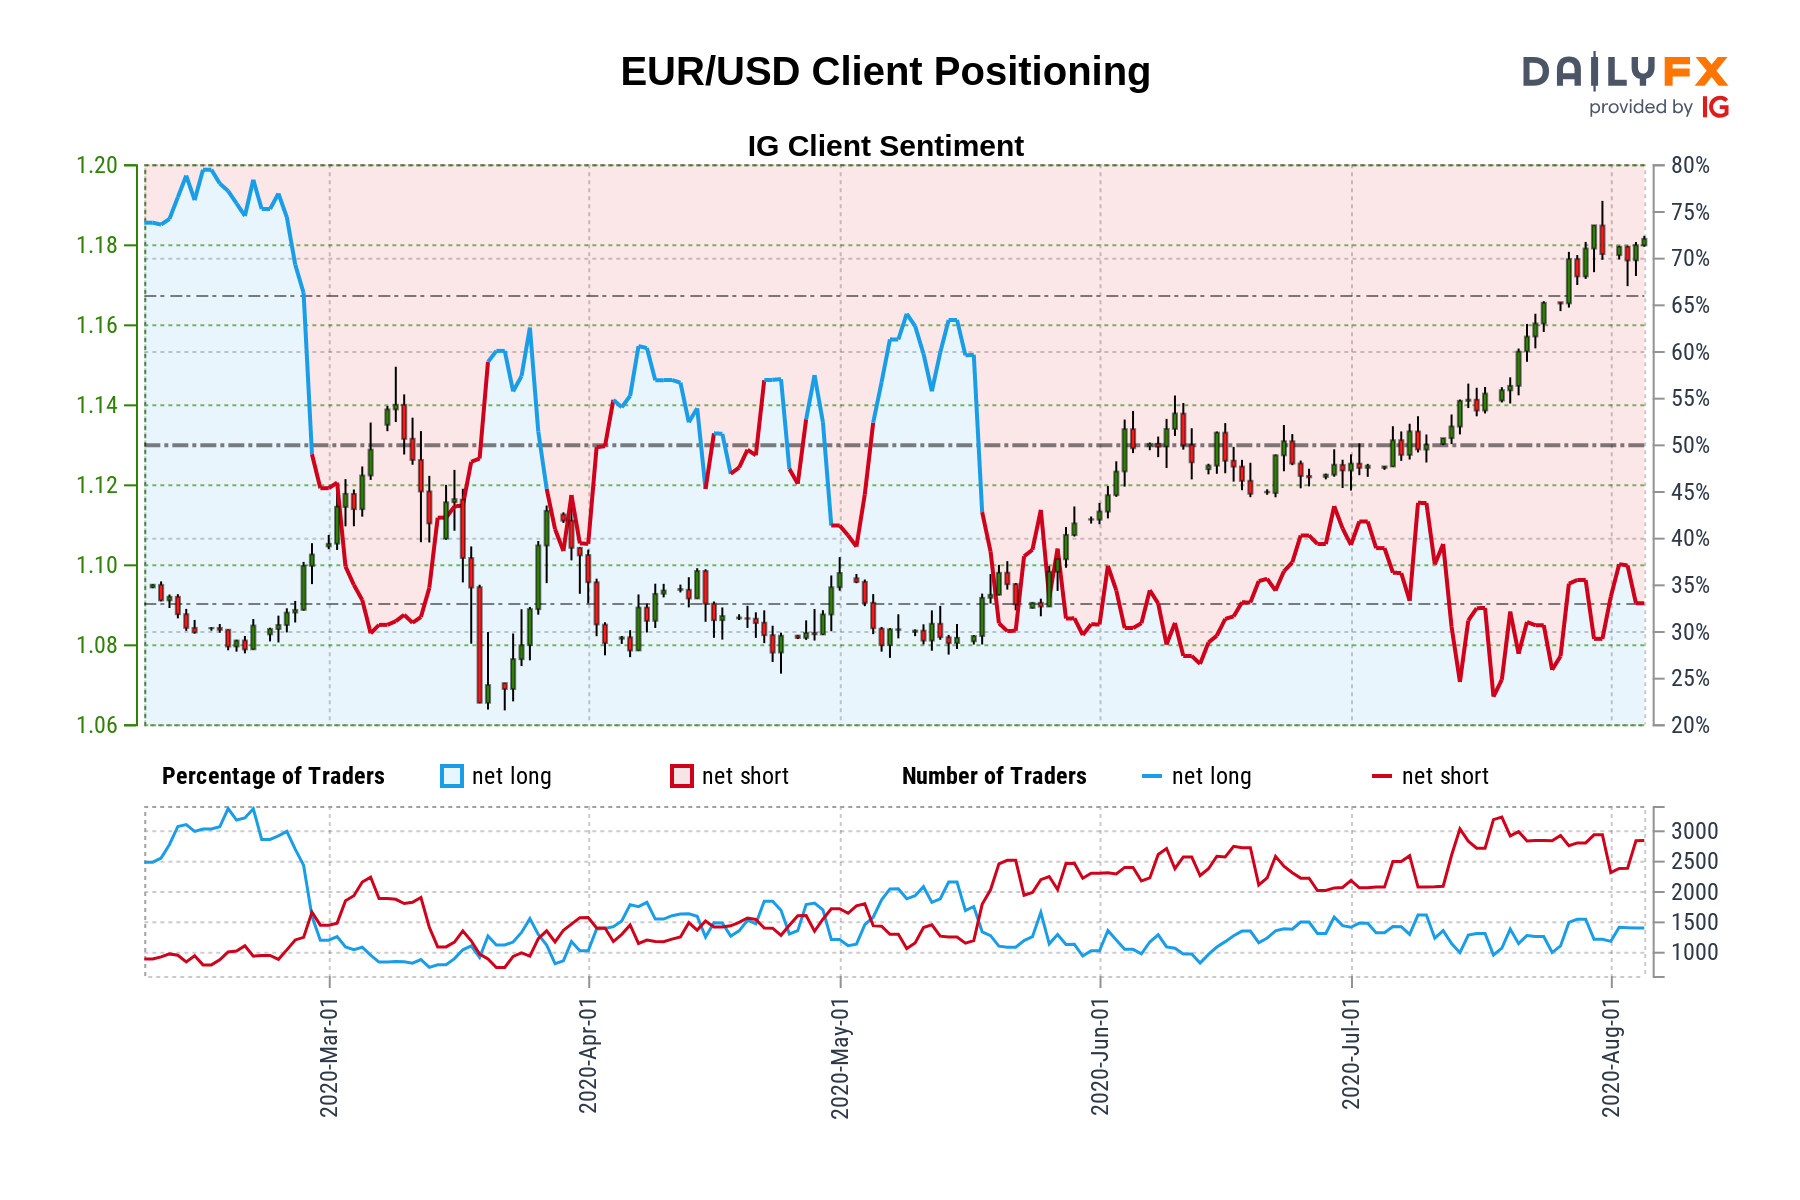 EUR/USD Client Positioning
DAILYFX
provided by IG
IG Client Sentiment
1.20
1.18
1.16
1.14
1.12
1.10
1.08
1.06
80%
75%
70%
65%
60%
55%
50%
45%
40%
35%
30%
25%
20%
Percentage of Traders net long net short Number of Traders net long net short
3000
2500
2000
1500
1000
2020-Mar-01
2020-Apr-01
2020-May-01
2020-Jun-01
2020-Jul-01
2020-Aug-01